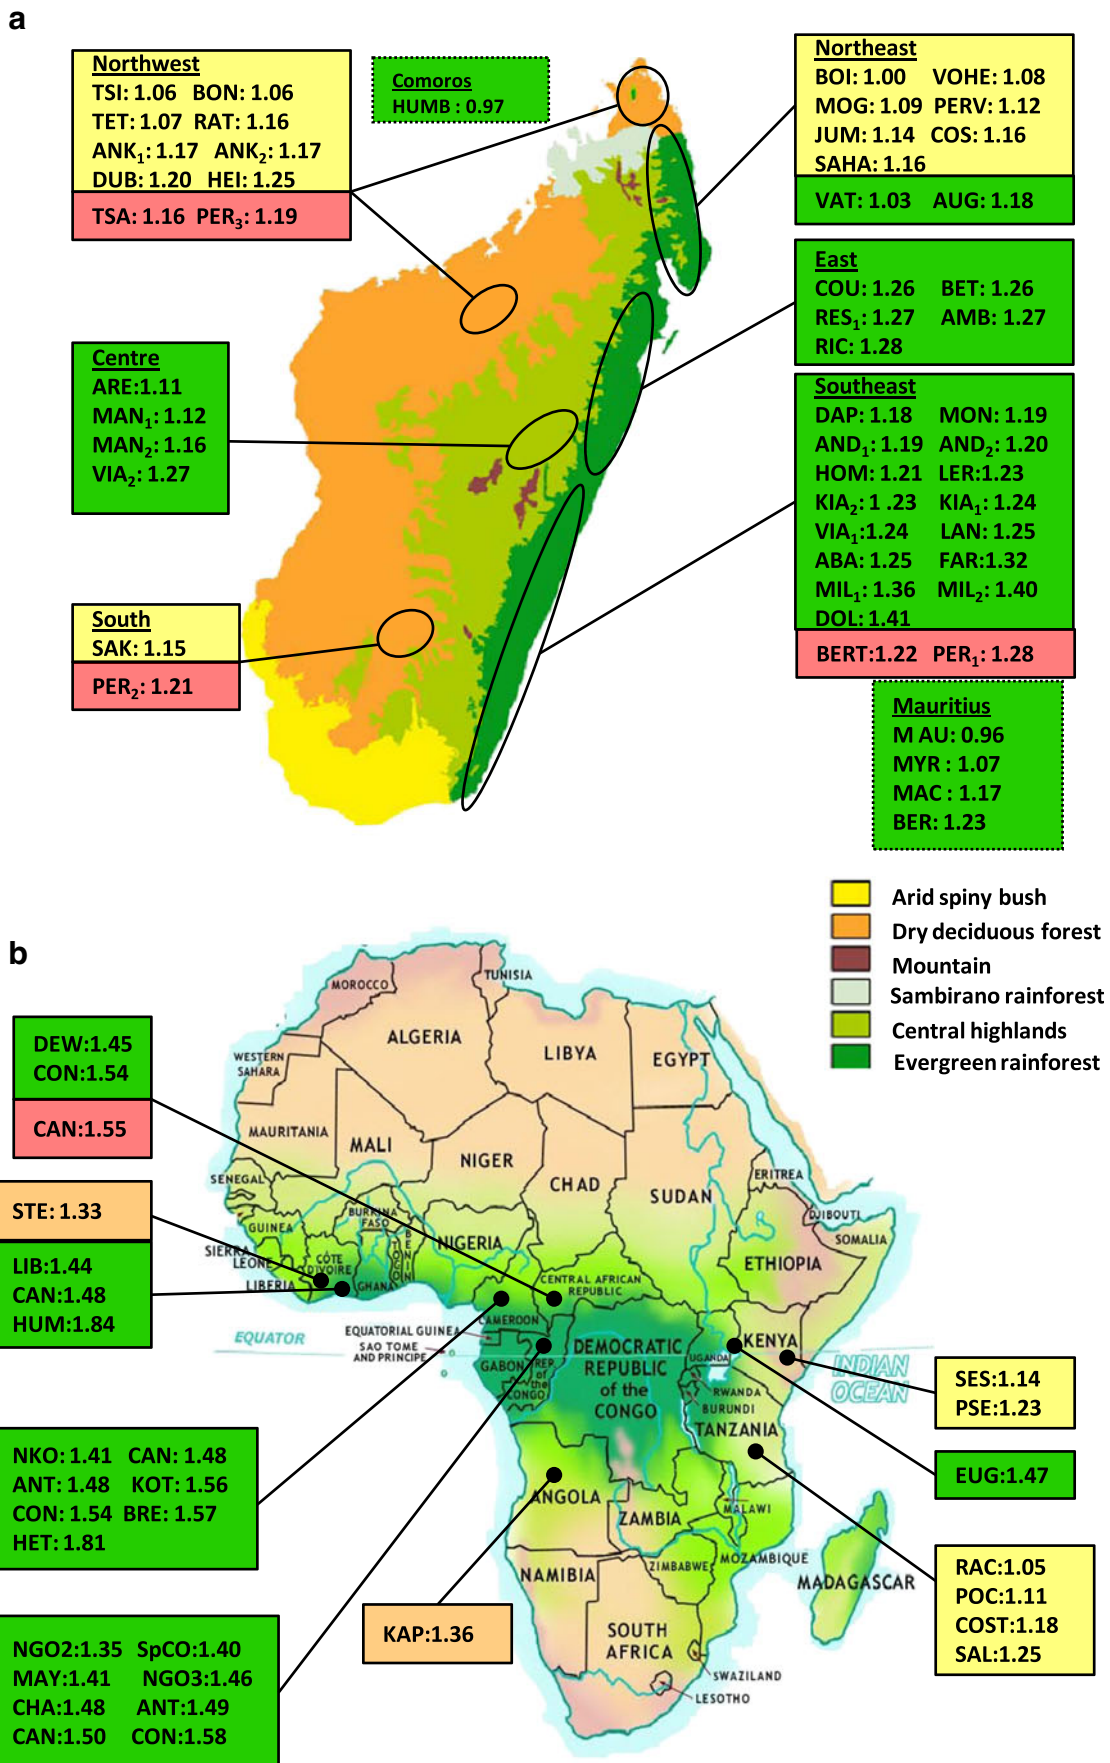 a
Northwest
TSI: 1.06 BON: 1.06
TET: 1.07 RAT: 1.16
ANK1: 1.17 ANK2: 1.17
DUB: 1.20 HEI: 1.25
TSA: 1.16 PER3: 1.19
Comoros
HUMB : 0.97
Northeast
BOI: 1.00 VOHE: 1.08
MOG: 1.09 PERV: 1.12
JUM: 1.14 COS: 1.16
SAHA: 1.16
VAT: 1.03 AUG: 1.18
East
COU: 1.26 BET: 1.26
RES1: 1.27 AMB: 1.27
RIC: 1.28
Centre
ARE:1.11
MAN1: 1.12
MAN2: 1.16
VIA2: 1.27
Southeast
DAP: 1.18 MON: 1.19
AND1: 1.19 AND2: 1.20
HOM: 1.21 LER:1.23
KIA2: 1 .23 KIA1: 1.24
VIA1:1.24 LAN: 1.25
ABA: 1.25 FAR:1.32
MIL1: 1.36 MIL2: 1.40
DOL: 1.41
BERT:1.22 PER1: 1.28
South
SAK: 1.15
PER2: 1.21
Mauritius
M AU: 0.96
MYR : 1.07
MAC : 1.17
BER: 1.23
Arid spiny bush
Dry deciduous forest
Mountain
Sambirano rainforest
Central highlands
Evergreen rainforest
b
DEW:1.45
CON:1.54
CAN:1.55
STE: 1.33
LIB:1.44
CAN:1.48
HUM:1.84
NKO: 1.41 CAN: 1.48
ANT: 1.48 KOT: 1.56
CON: 1.54 BRE: 1.57
HET: 1.81
NGO2:1.35 SpCO:1.40
MAY:1.41 NGO3:1.46
CHA:1.48 ANT:1.49
CAN:1.50 CON:1.58
KAP:1.36
SES:1.14
PSE:1.23
EUG:1.47
RAC:1.05
POC:1.11
COST:1.18
SAL:1.25
MOROCCO
TUNISIA
ALGERIA
LIBYA
EGYPT
WESTERN
SAHARA
MAURITANIA
MALI
NIGER
CHAD
SUDAN
ERITREA
DJIBOUTI
SOMALIA
ETHIOPIA
SENEGAL
GUINEA
SIERRA
LEONE
LIBERIA
CÔTE
D'IVOIRE
BURKINA
FASO
GHANA
TOGO
BENIN
NIGERIA
CENTRAL AFRICAN
REPUBLIC
CAMEROON
EQUATORIAL GUINEA
SAO TOME
AND PRINCIPE
EQUATOR
GABON
REP.
of the
CONGO
DEMOCRATIC
REPUBLIC
of the
CONGO
UGANDA
KENYA
RWANDA
BURUNDI
TANZANIA
INDIAN
OCEAN
ANGOLA
ZAMBIA
MALAWI
MOZAMBIQUE
ZIMBABWE
NAMIBIA
MADAGASCAR
SOUTH
AFRICA
SWAZILAND
LESOTHO